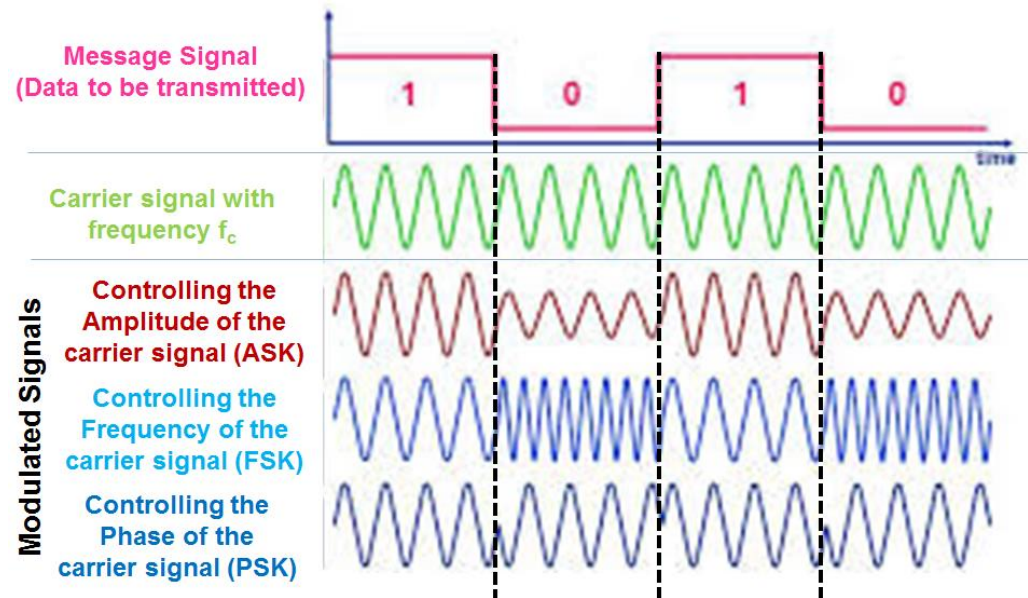 Message Signal
(Data to be transmitted)
1 0 1 0
time
Carrier signal with
frequency fc
Modulated Signals
Controlling the
Amplitude of the
carrier signal (ASK)
Controlling the
Frequency of the
carrier signal (FSK)
Controlling the
Phase of the
carrier signal (PSK)